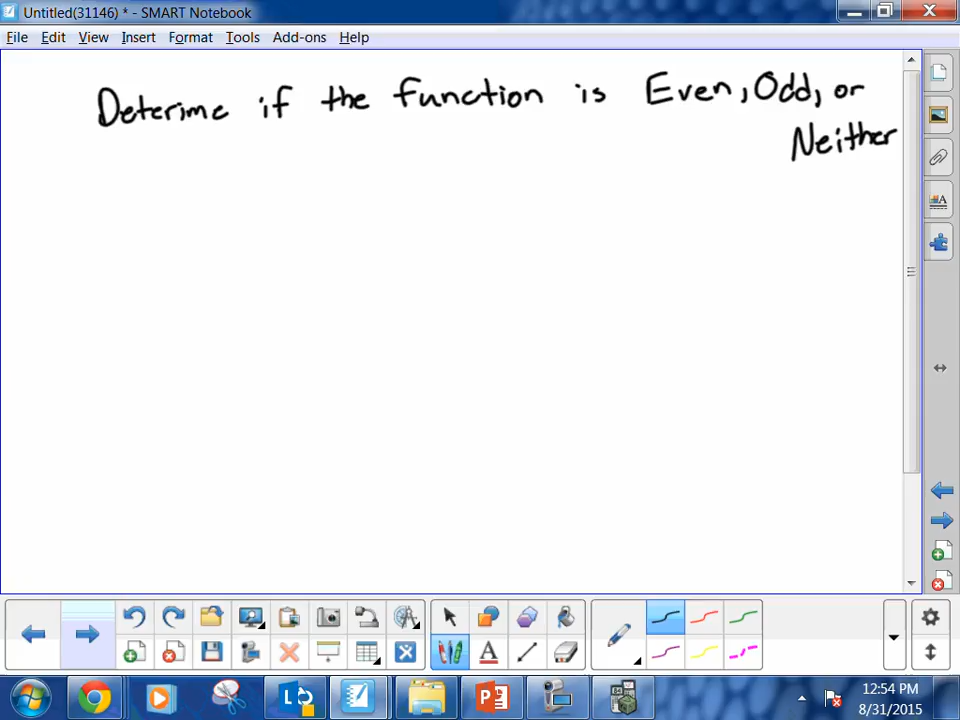 Untitled(31146) * - SMART Notebook
File Edit View Insert Format Tools Add-ons Help
Deterime if the function is Even, Odd, or
Neither
12:54 PM
8/31/2015